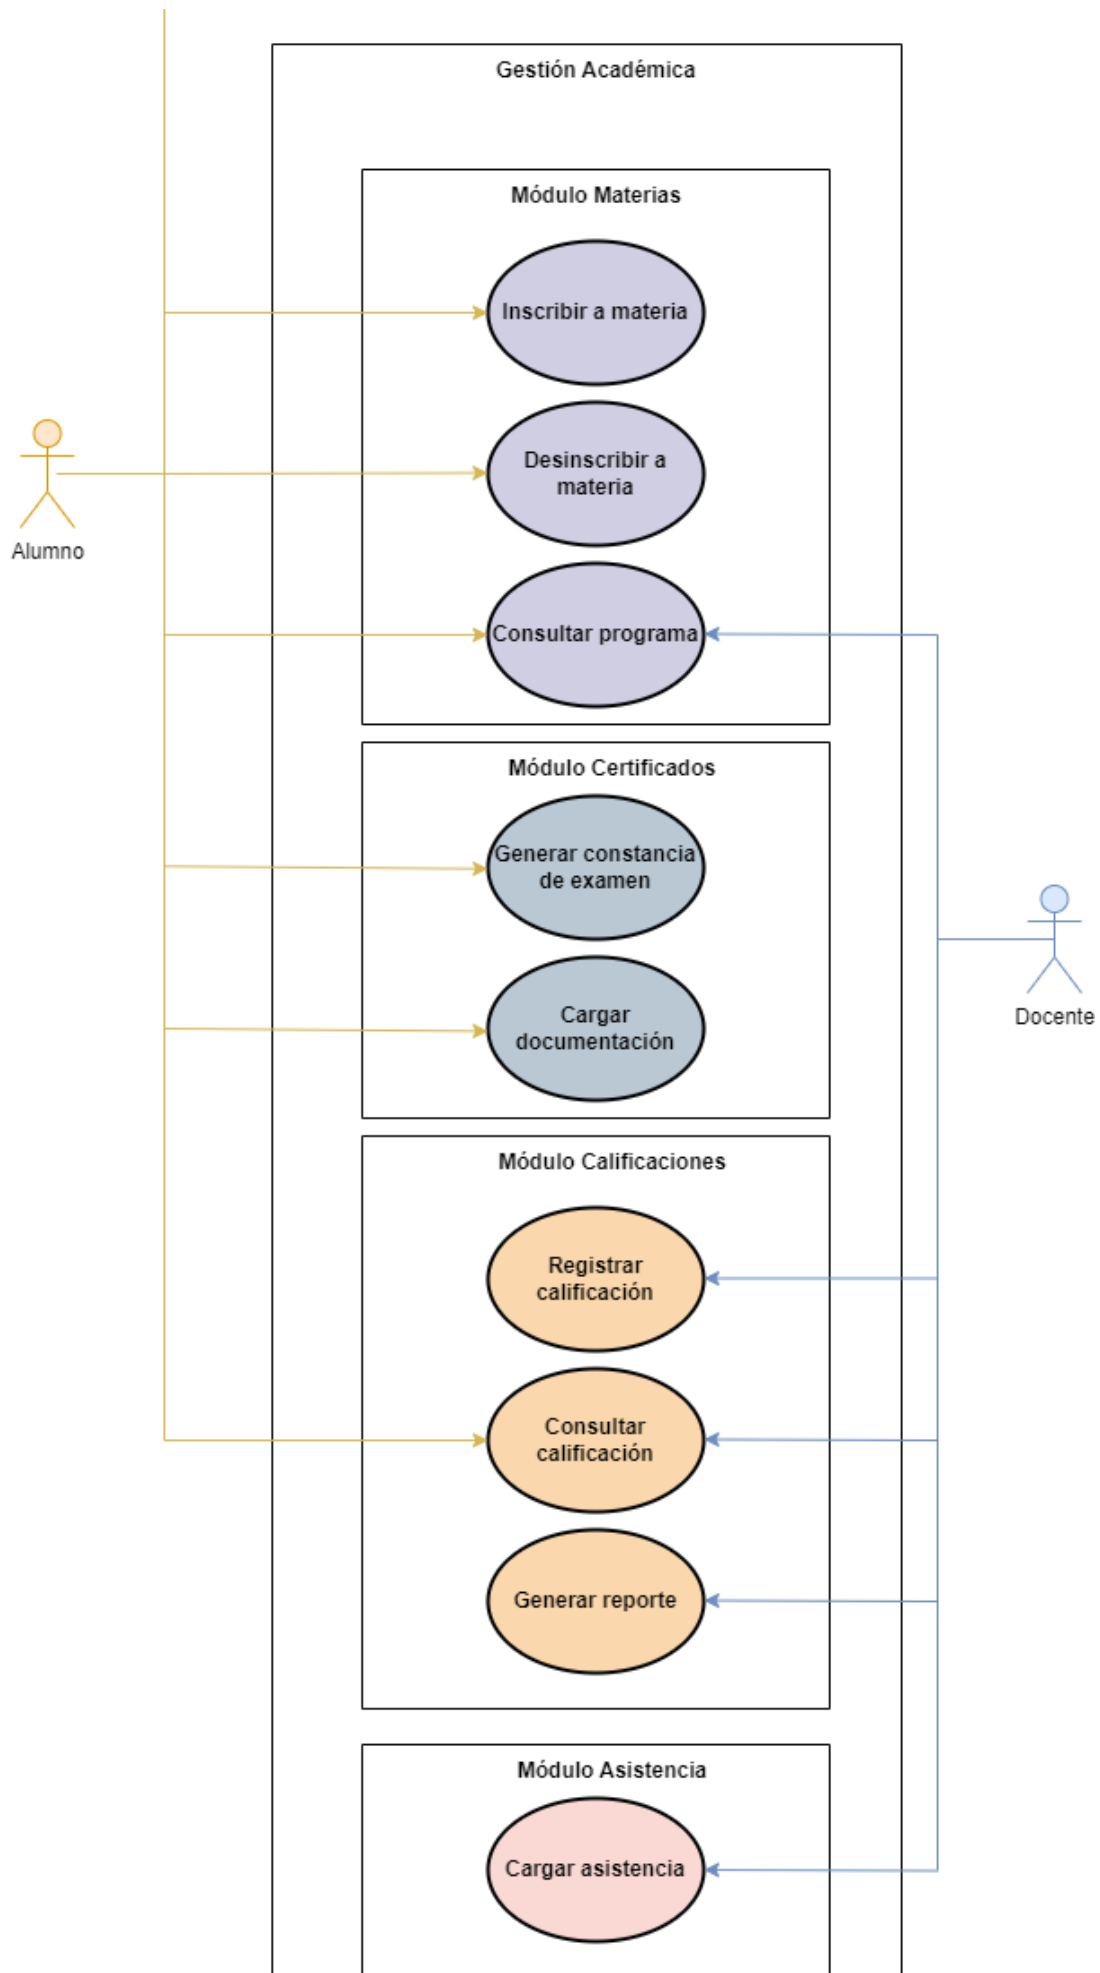 Gestión Académica
Módulo Materias
Inscribir a materia
Desinscribir a
materia
Alumno
Consultar programa
Módulo Certificados
Generar constancia
de examen
Docente
Cargar
documentación
Módulo Calificaciones
Registrar
calificación
Consultar
calificación
Generar reporte
Módulo Asistencia
Cargar asistencia